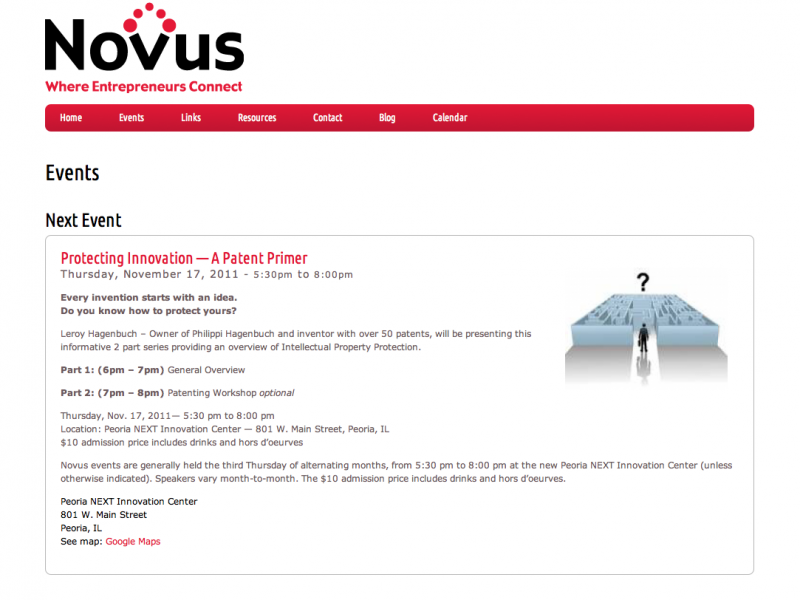 Novus
Where Entrepreneurs Connect
Home Events Links Resources Contact Blog Calendar
Events
Next Event
Protecting Innovation — A Patent Primer
Thursday, November 17, 2011 - 5:30pm to 8:00pm
?
Every invention starts with an idea.
Do you know how to protect yours?
Leroy Hagenbuch – Owner of Philippi Hagenbuch and inventor with over 50 patents, will be presenting this
informative 2 part series providing an overview of Intellectual Property Protection.
Part 1: (6pm – 7pm) General Overview
Part 2: (7pm – 8pm) Patenting Workshop optional
Thursday, Nov. 17, 2011— 5:30 pm to 8:00 pm
Location: Peoria NEXT Innovation Center — 801 W. Main Street, Peoria, IL
$10 admission price includes drinks and hors d'oeurves
Novus events are generally held the third Thursday of alternating months, from 5:30 pm to 8:00 pm at the new Peoria NEXT Innovation Center (unless
otherwise indicated). Speakers vary month-to-month. The $10 admission price includes drinks and hors d'oeurves.
Peoria NEXT Innovation Center
801 W. Main Street
Peoria, IL
See map: Google Maps